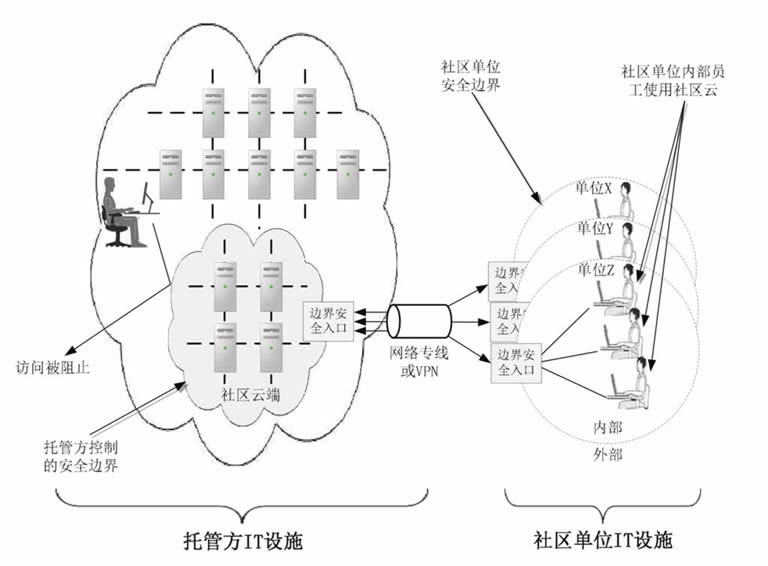 社区单位
安全边界
社区单位内部员
工使用社区云
单位X
单位Y
单位Z
边界安
全入口
边界安
全入口
边界安
全入口
边界安
全入口
网络专线
或VPN
访问被阻止
社区云端
托管方控制
的安全边界
内部
外部
托管方IT设施
社区单位IT设施